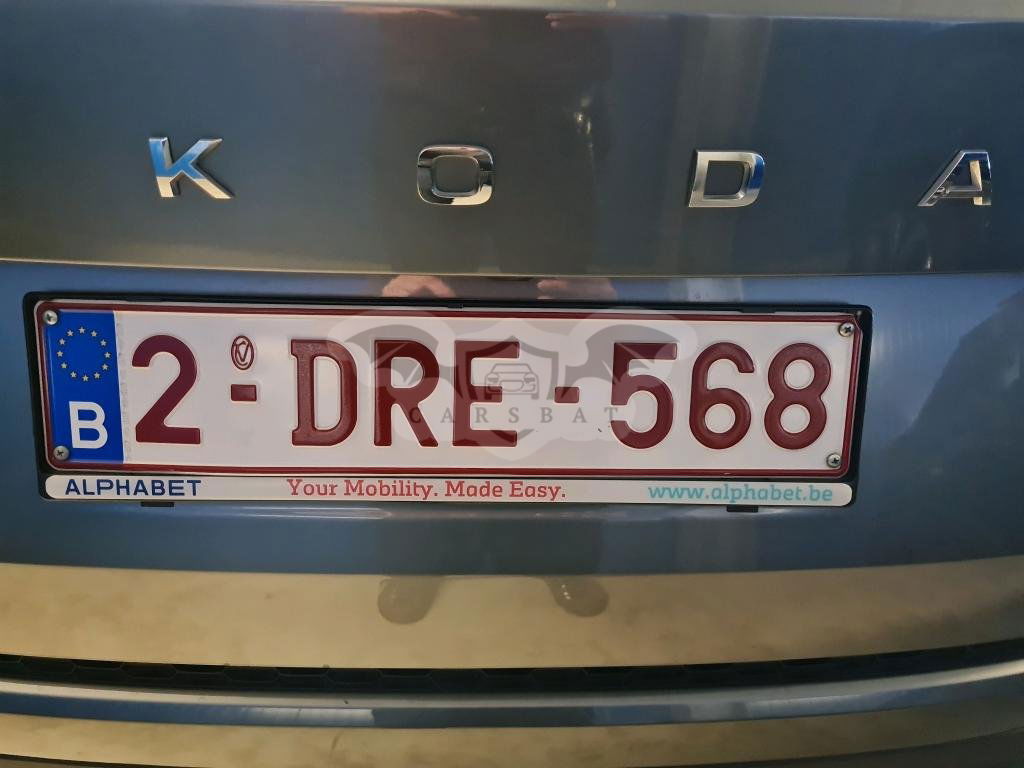 K O D A
B 2-DRE-568
CARSBAT
ALPHABET Your Mobility. Made Easy. www.alphabet.be